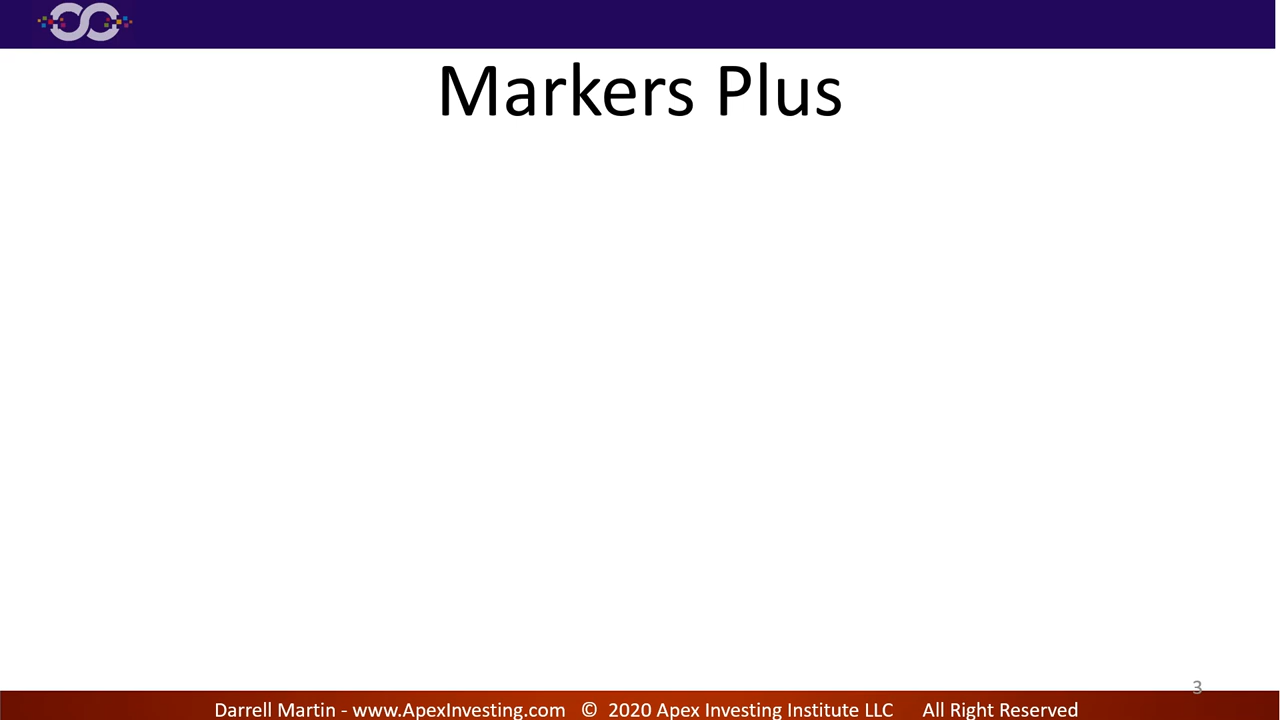 Markers Plus
3
Darrell Martin - www.ApexInvesting.com © 2020 Apex Investing Institute LLC All Right Reserved